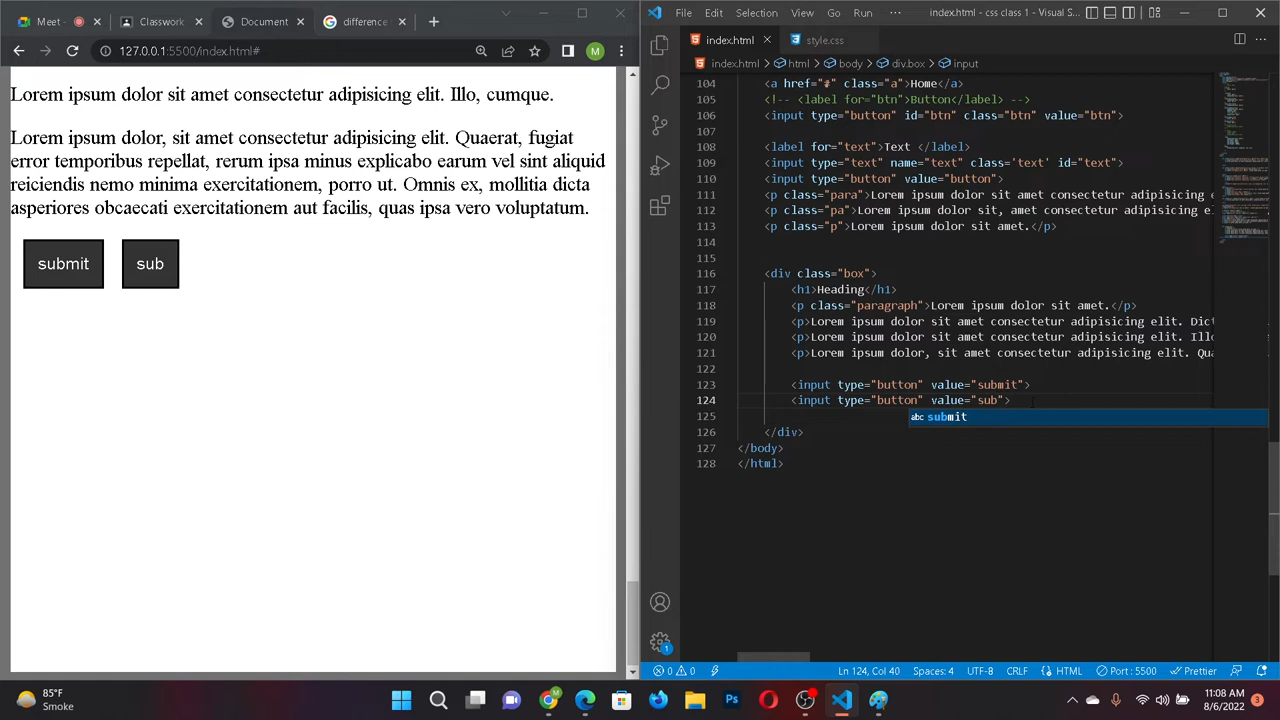 Meet -
Classwork
Document
difference
127.0.0.1:5500/index.html#
M
Lorem ipsum dolor sit amet consectetur adipisicing elit. Illo, cumque.
Lorem ipsum dolor, sit amet consectetur adipisicing elit. Quaerat, fugiat
error temporibus repellat, rerum ipsa minus explicabo earum vel sint aliquid
reiciendis nemo minima exercitationem, porro ut. Omnis ex, mollitia dicta
asperiores obcaecati exercitationem aut facilis, quas ipsa vero voluptatum.
submit
sub
File Edit Selection View Go Run ... index.html - css class 1 - Visual S...
index.html
style.css
index.html > html > body > div.box > input
104 <a href="#" class="a">Home</a>
105 <!-- <label for="btn">Button</label> -->
106 <input type="button" id="btn" class="btn" value="btn">
107
108 <label for="text">Text </label>
109 <input type="text" name="text" class='text' id="text">
110 <input type="button" value="button">
111 <p class="para">Lorem ipsum dolor sit amet consectetur a
112 <p class="pa">Lorem ipsum dolor sit, amet consectetur adipisicing e
113 <p class="p">Lorem ipsum dolor sit amet.</p>
114
115
116 <div class="box">
117 <h1>Heading</h1>
118 <p class="paragraph">Lorem ipsum dolor sit amet.</p>
119 <p>Lorem ipsum dolor sit amet consectetur adipisicing elit. Dict
120 <p>Lorem ipsum dolor sit amet consectetur adipisicing elit. Illo
121 <p>Lorem ipsum dolor, sit amet consectetur adipisicing elit. Qua
122
123 <input type="button" value="submit">
124 <input type="button" value="sub">
abc submit
125
126 </div>
127 </body>
128 </html>
1
0 0 Ln 124, Col 40 Spaces: 4 UTF-8 CRLF HTML Port : 5500 Prettier
85°F
Smoke
Ps
11:08 AM
8/6/2022
3